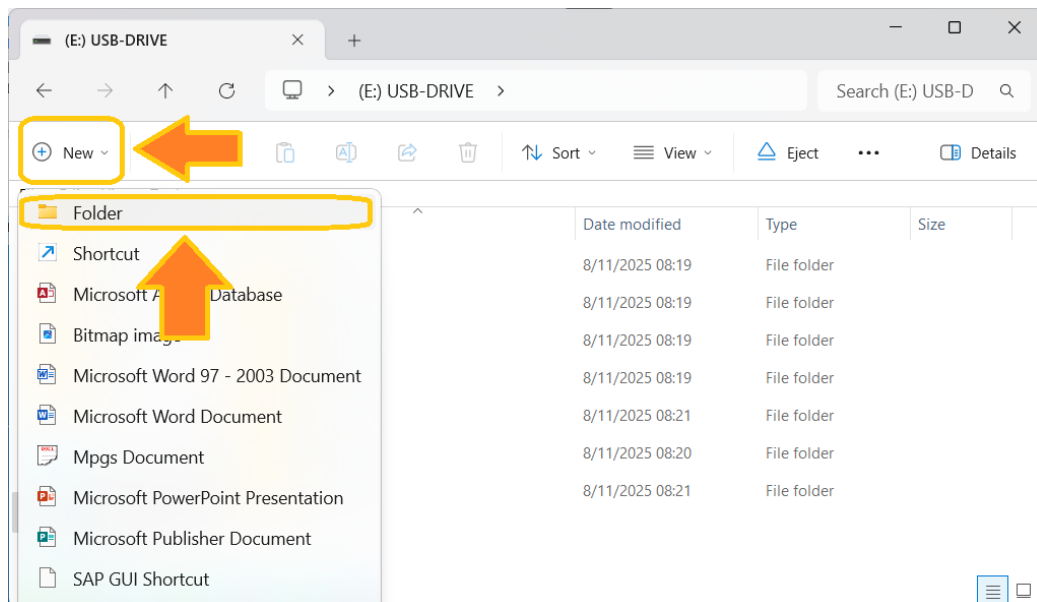 (E:) USB-DRIVE
(E:) USB-DRIVE
Search (E:) USB-D
New
Sort
View
Eject
Details
Folder
Date modified
Type
Size
Shortcut
8/11/2025 08:19
File folder
Microsoft Database
8/11/2025 08:19
File folder
Bitmap image
8/11/2025 08:19
File folder
Microsoft Word 97 - 2003 Document
8/11/2025 08:19
File folder
Microsoft Word Document
8/11/2025 08:21
File folder
Mpgs Document
8/11/2025 08:20
File folder
Microsoft PowerPoint Presentation
8/11/2025 08:21
File folder
Microsoft Publisher Document
SAP GUI Shortcut